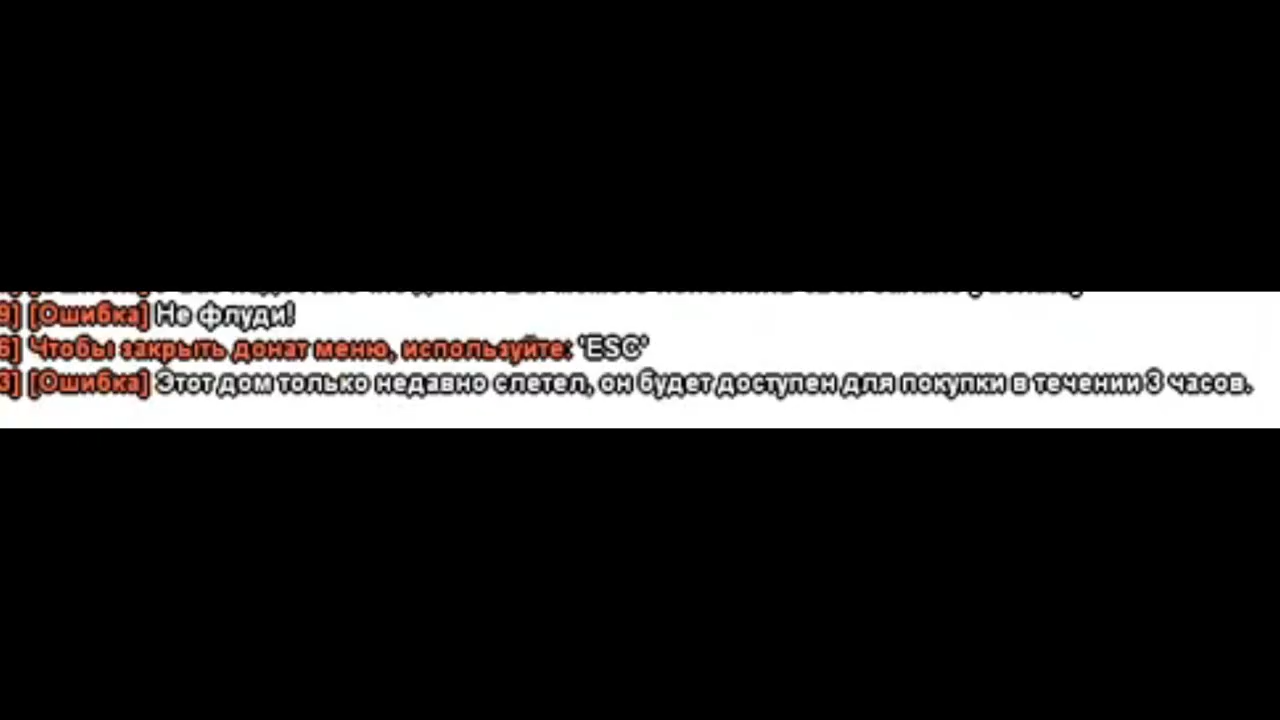 9] [Ошибка] Не флуди!
6] Чтобы закрыть донат меню, используйте: 'ESC'
3] [Ошибка] Этот дом только недавно слетел, он будет доступен для покупки в течении 3 часов.